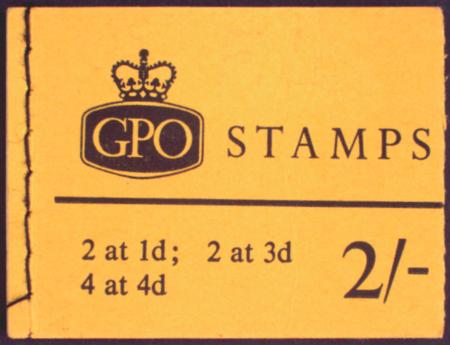 GPO STAMPS
2 at 1d; 2 at 3d
4 at 4d
2/-